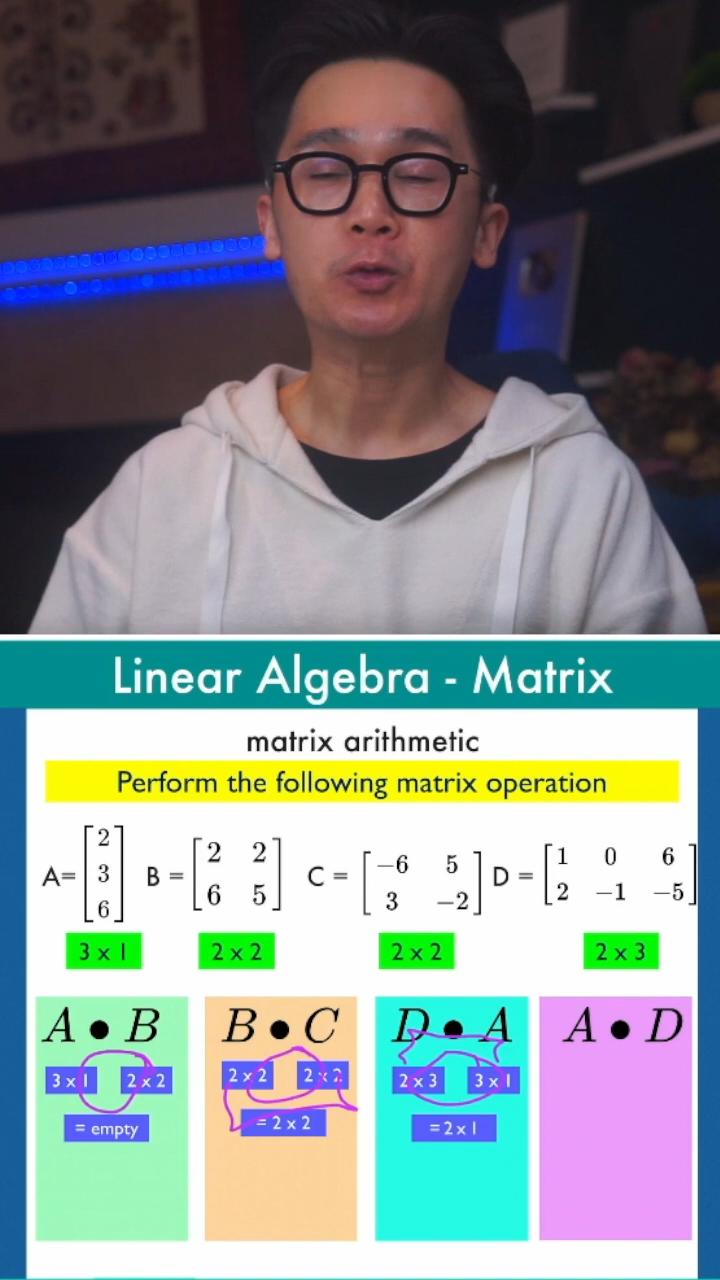 Linear Algebra - Matrix
matrix arithmetic
Perform the following matrix operation
A= [2 3 6] B = [2 2 6 5] C = [-6 5 3 -2] D = [1 0 6 2 -1 -5]
3 x 1 2 x 2 2 x 2 2 x 3
A • B B • C D • A A • D
3 x 1 2 x 2 2 x 2 2 x 2 2 x 3 3 x 1
= empty = 2 x 2 = 2 x 1